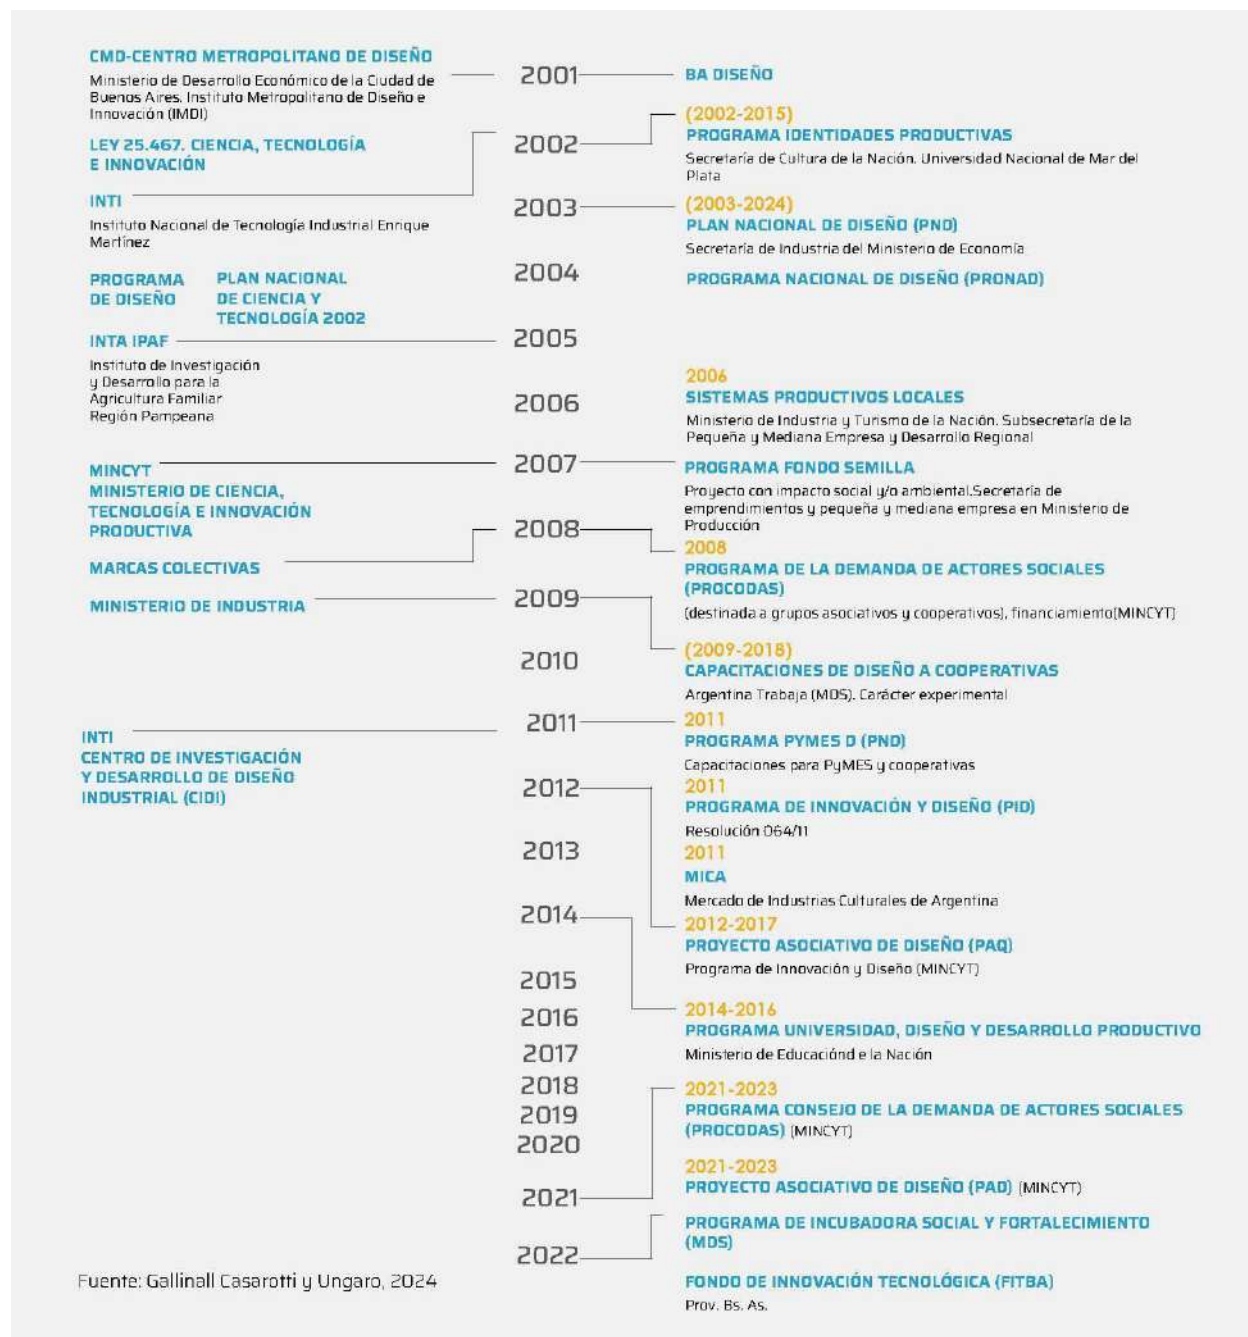 CMD-CENTRO METROPOLITANO DE DISEÑO
Ministerio de Desarrollo Económico de la Ciudad de
Buenos Aires. Instituto Metropolitano de Diseño e
Innovación (IMDI)
LEY 25.467. CIENCIA, TECNOLOGÍA
E INNOVACIÓN
INTI
Instituto Nacional de Tecnología Industrial Enrique
Martínez
PROGRAMA
DE DISEÑO
PLAN NACIONAL
DE CIENCIA Y
TECNOLOGÍA 2002
INTA IPAF
Instituto de Investigación
y Desarrollo para la
Agricultura Familiar
Región Pampeana
MINCYT
MINISTERIO DE CIENCIA,
TECNOLOGÍA E INNOVACIÓN
PRODUCTIVA
MARCAS COLECTIVAS
MINISTERIO DE INDUSTRIA
INTI
CENTRO DE INVESTIGACIÓN
Y DESARROLLO DE DISEÑO
INDUSTRIAL (CIDI)
2001
2002
2003
2004
2005
2006
2007
2008
2009
2010
2011
2012
2013
2014
2015
2016
2017
2018
2019
2020
2021
2022
BA DISEÑO
(2002-2015)
PROGRAMA IDENTIDADES PRODUCTIVAS
Secretaría de Cultura de la Nación. Universidad Nacional de Mar del
Plata
(2003-2024)
PLAN NACIONAL DE DISEÑO (PND)
Secretaría de Industria del Ministerio de Economía
PROGRAMA NACIONAL DE DISEÑO (PRONAD)
2006
SISTEMAS PRODUCTIVOS LOCALES
Ministerio de Industria y Turismo de la Nación. Subsecretaría de la
Pequeña y Mediana Empresa y Desarrollo Regional
PROGRAMA FONDO SEMILLA
Proyecto con impacto social y/o ambiental.Secretaría de
emprendimientos y pequeña y mediana empresa en Ministerio de
Producción
2008
PROGRAMA DE LA DEMANDA DE ACTORES SOCIALES
(PROCODAS)
(destinada a grupos asociativos y cooperativos), financiamiento(MINCYT)
(2009-2018)
CAPACITACIONES DE DISEÑO A COOPERATIVAS
Argentina Trabaja (MDS). Carácter experimental
2011
PROGRAMA PYMES D (PND)
Capacitaciones para PyMES y cooperativas
2011
PROGRAMA DE INNOVACIÓN Y DISEÑO (PID)
Resolución 064/11
2011
MICA
Mercado de Industrias Culturales de Argentina
2012-2017
PROYECTO ASOCIATIVO DE DISEÑO (PAQ)
Programa de Innovación y Diseño (MINCYT)
2014-2016
PROGRAMA UNIVERSIDAD, DISEÑO Y DESARROLLO PRODUCTIVO
Ministerio de Educaciónd e la Nación
2021-2023
PROGRAMA CONSEJO DE LA DEMANDA DE ACTORES SOCIALES
(PROCODAS) (MINCYT)
2021-2023
PROYECTO ASOCIATIVO DE DISEÑO (PAD) (MINCYT)
PROGRAMA DE INCUBADORA SOCIAL Y FORTALECIMIENTO
(MDS)
FONDO DE INNOVACIÓN TECNOLÓGICA (FITBA)
Prov. Bs. As.
Fuente: Gallinall Casarotti y Ungaro, 2024